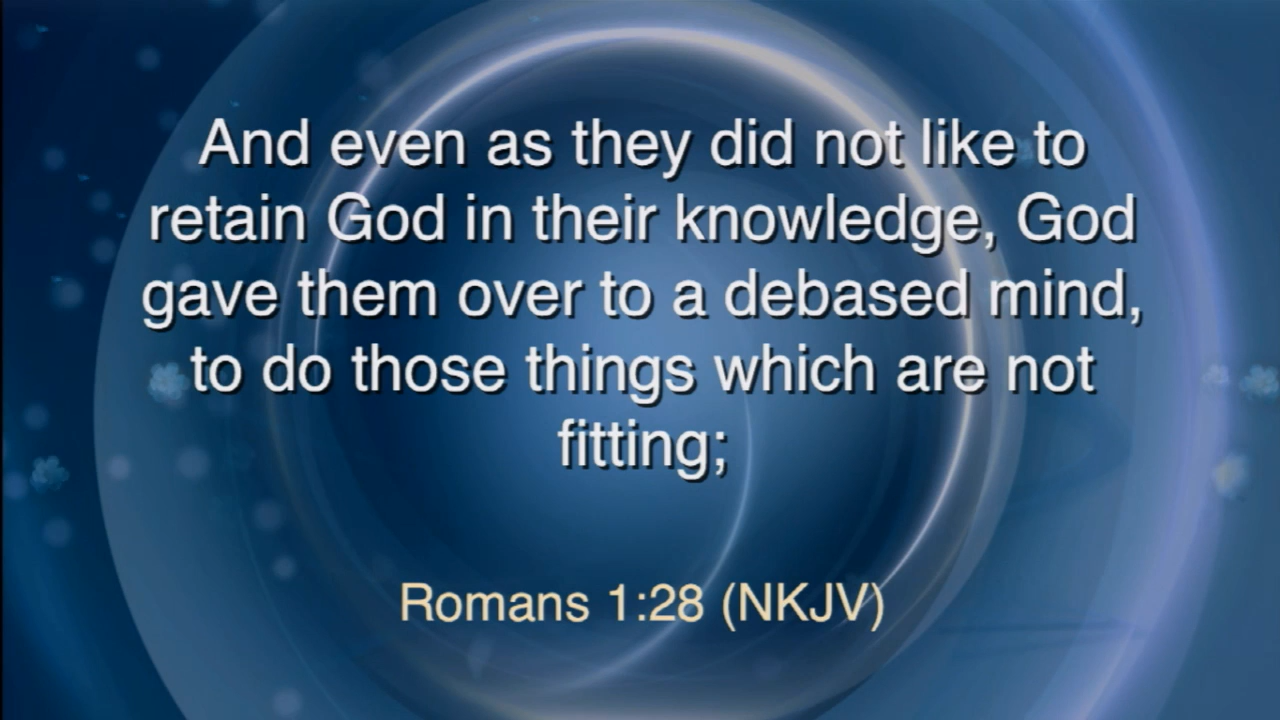 And even as they did not like to
retain God in their knowledge, God
gave them over to a debased mind,
to do those things which are not
fitting;
Romans 1:28 (NKJV)